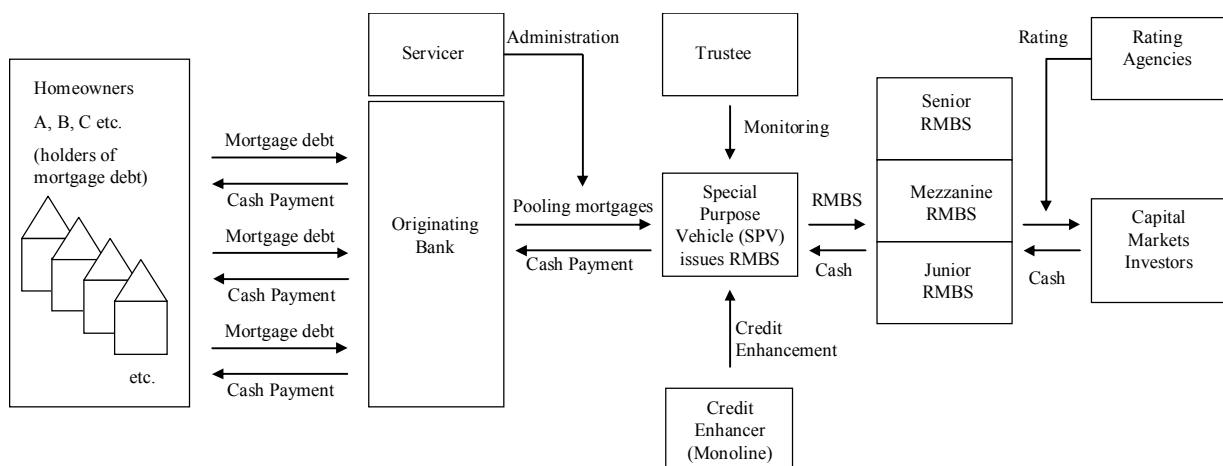 Homeowners
A, B, C etc.
(holders of
mortgage debt)
etc.
Mortgage debt
Cash Payment
Mortgage debt
Cash Payment
Mortgage debt
Cash Payment
Servicer
Administration
Originating
Bank
Pooling mortgages
Cash Payment
Trustee
Monitoring
Special
Purpose
Vehicle (SPV)
issues RMBS
Credit
Enhancement
Credit
Enhancer
(Monoline)
RMBS
Cash
Senior
RMBS
Mezzanine
RMBS
Junior
RMBS
Rating
Cash
Rating
Agencies
Capital
Markets
Investors